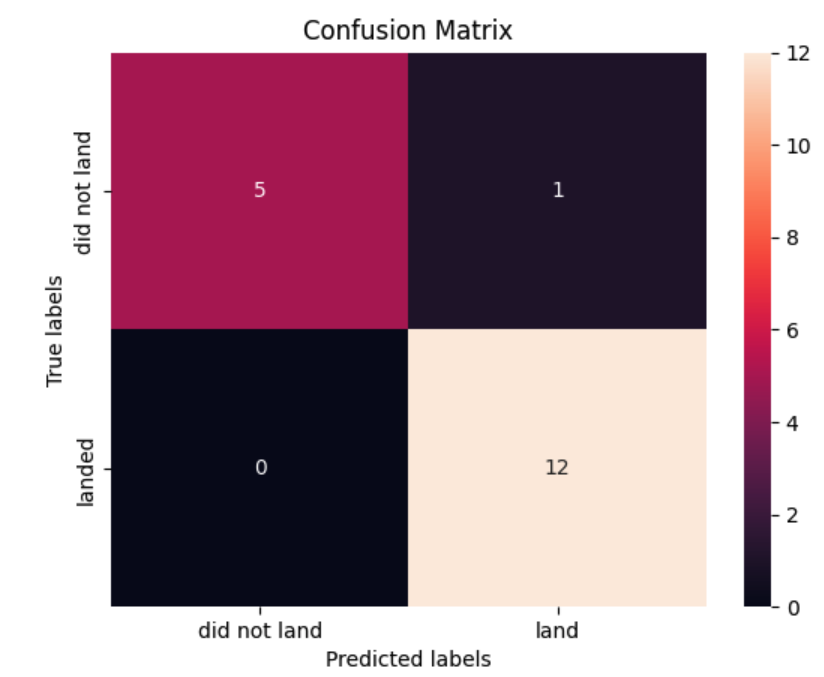 Confusion Matrix
did not land
landed
True labels
5
1
0
12
did not land
land
Predicted labels
12
10
8
6
4
2
0